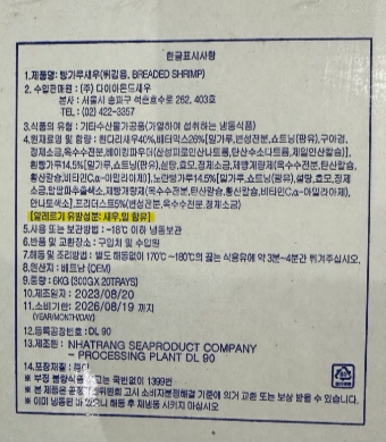 한글표시사항
1.제품명: 빵가루새우(튀김용, BREADED SHRIMP)
2. 수입판매원 : (주) 다이아몬드새우
본사 : 서울시 송파구 석촌호수로 262, 403호
TEL : (02) 422-3357
3.식품의 유형 : 기타수산물가공품(가열하여 섭취하는 냉동식품)
4.원재료명 및 함량 : 흰다리새우40%,배터믹스26%[밀가루,변성전분,쇼트닝(팜유),구아검,
정제소금,옥수수전분,베이킹파우더(산성피로인산나트륨,탄산수소나트륨,제일인산칼슘)],
흰빵가루14.5%[밀가루,쇼트닝(팜유),설탕,효모,정제소금,제빵개량제(옥수수전분,탄산칼슘,
황산칼슘,비타민C,α-아밀라아제)],노란빵가루14.5%[밀가루,쇼트닝(팜유),설탕,효모,정제
소금,제빵개량제(옥수수전분,탄산칼슘,황산칼슘,비타민C,α-아밀라아제),
안나토색소],프리더스트5%(변성전분,옥수수전분,정제소금)
[알레르기 유발성분: 새우,밀 함유]
5.사용 또는 보관방법 : -18℃ 이하 냉동보관
6.반품 및 교환장소 : 구입처 및 수입원
7.해동 및 조리방법 : 별도 해동없이 170℃ ~180℃의 끓는 식용유에 약 3분~4분간 튀겨주십시오.
8.원산지 : 베트남 (OEM)
9.중량 : 6KG (300GX 20TRAYS)
10.제조일자 : 2023/08/20
11.소비기한: 2026/08/19 까지
(YEAR/MONTH/DAY)
12.등록공장번호: DL 90
13.제조원: NHATRANG SEAPRODUCT COMPANY
- PROCESSING PLANT DL 90
14.포장재질 :
※ 부정 불량식품 신고는 국번없이 1399번
※ 본 제품은 공정거래위원회 고시 소비자분쟁해결 기준에 의거 교환 또는 보상 받을 수 있습니다.
※ 이미 냉동된 바 있으니 해동 후 재냉동 시키지 마십시오